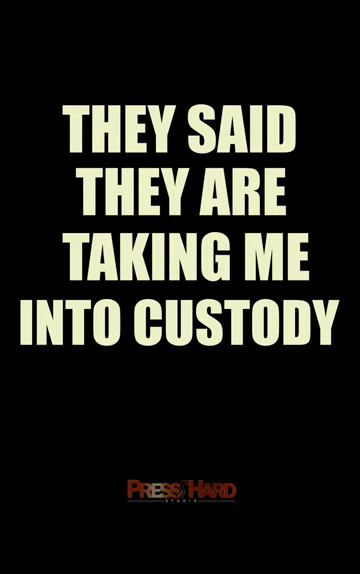 THEY SAID
THEY ARE
TAKING ME
INTO CUSTODY
PRESS HARD
STUDIO